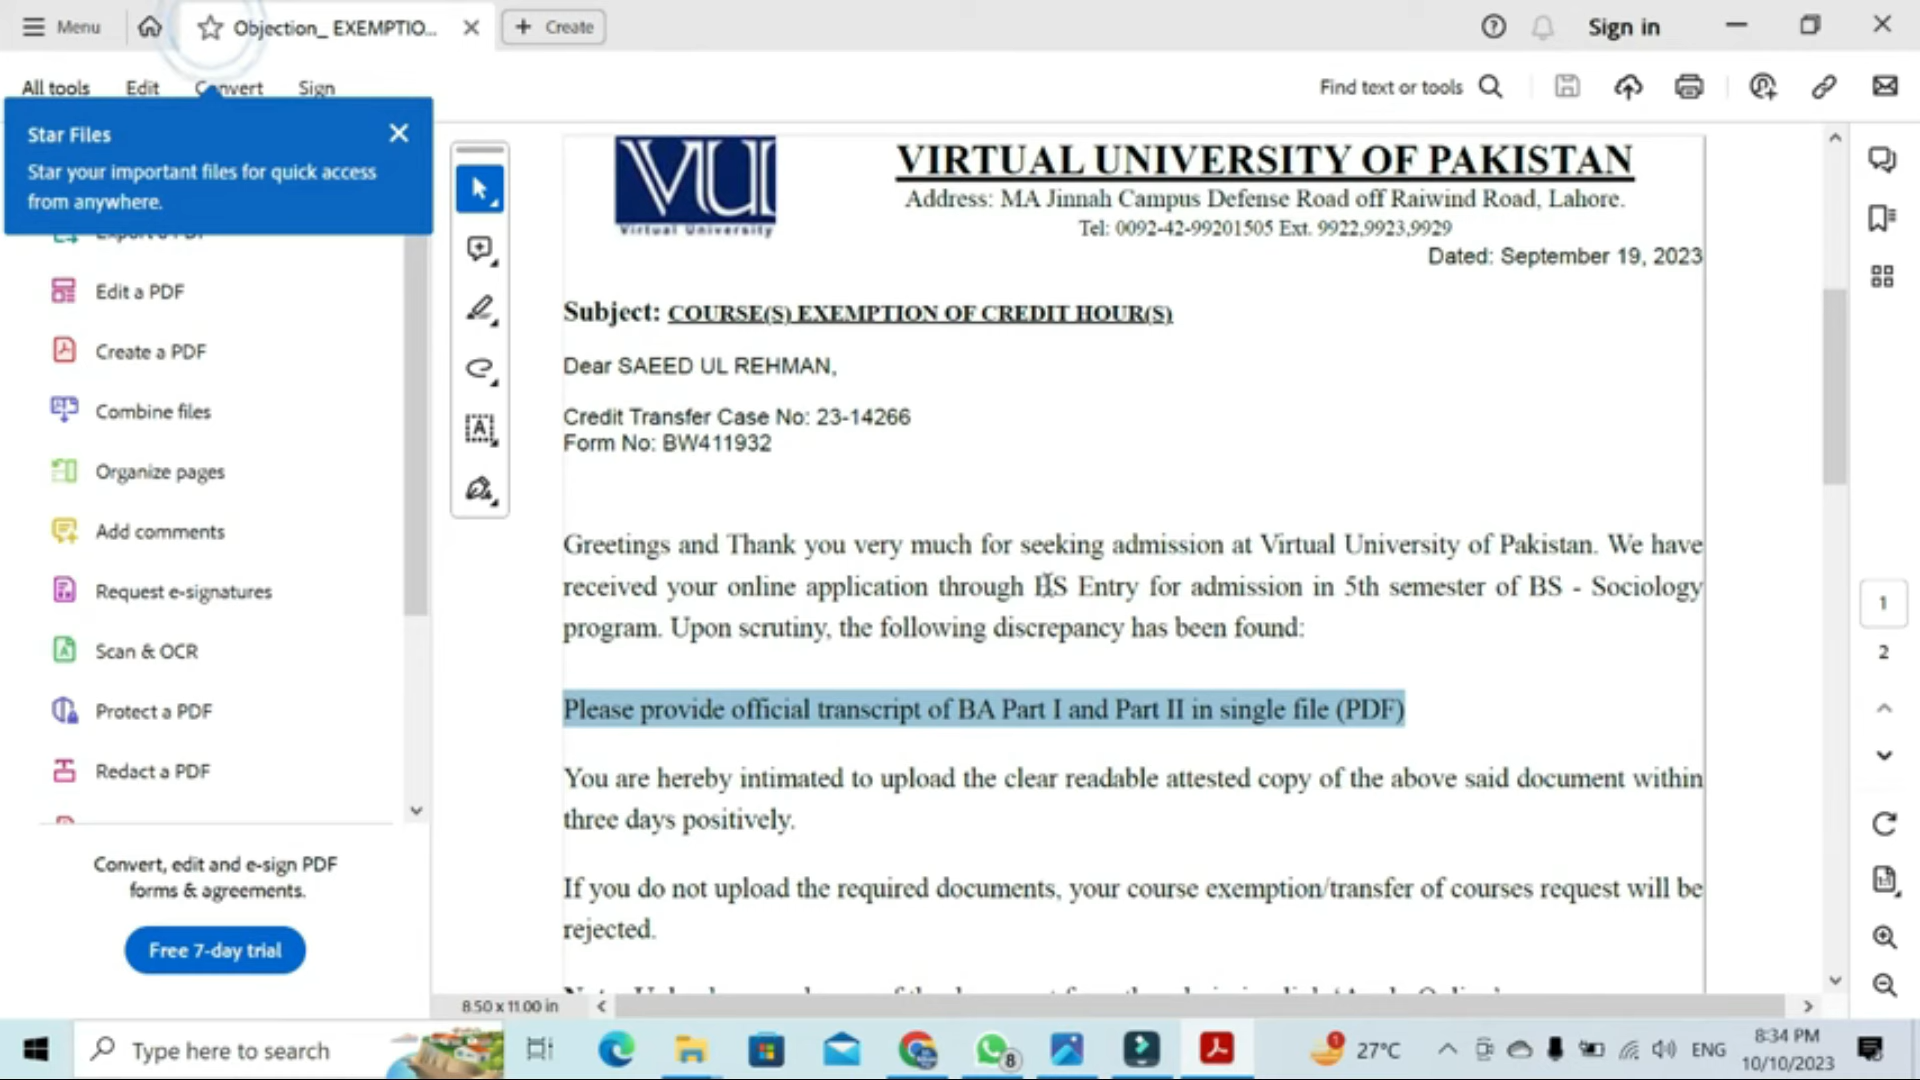 Menu
Objection_ EXEMPTIO...
Create
Sign in
All tools
Edit
Convert
Sign
Find text or tools
Star Files
Star your important files for quick access
from anywhere.
Export a PDF
Edit a PDF
Create a PDF
Combine files
Organize pages
Add comments
Request e-signatures
Scan & OCR
Protect a PDF
Redact a PDF
Convert, edit and e-sign PDF
forms & agreements.
Free 7-day trial
VU
Virtual University
VIRTUAL UNIVERSITY OF PAKISTAN
Address: MA Jinnah Campus Defense Road off Raiwind Road, Lahore.
Tel: 0092-42-99201505 Ext. 9922,9923,9929
Dated: September 19, 2023
Subject: COURSE(S) EXEMPTION OF CREDIT HOUR(S)
Dear SAEED UL REHMAN,
Credit Transfer Case No: 23-14266
Form No: BW411932
Greetings and Thank you very much for seeking admission at Virtual University of Pakistan. We have
received your online application through BS Entry for admission in 5th semester of BS - Sociology
program. Upon scrutiny, the following discrepancy has been found:
Please provide official transcript of BA Part I and Part II in single file (PDF)
You are hereby intimated to upload the clear readable attested copy of the above said document within
three days positively.
If you do not upload the required documents, your course exemption/transfer of courses request will be
rejected.
1
2
8.50 x 11.00 in
Type here to search
8
1
27°C
ENG
8:34 PM
10/10/2023